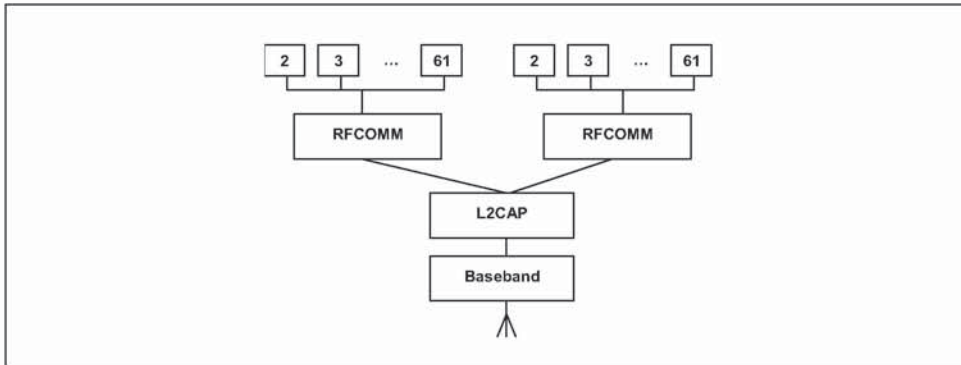 2 3 ... 61 2 3 ... 61
RFCOMM RFCOMM
L2CAP
Baseband